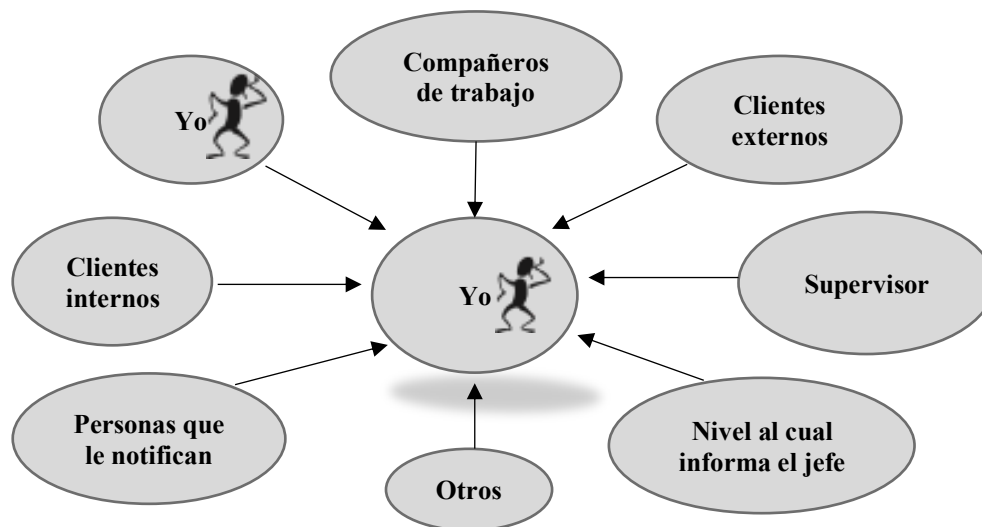 Compañeros
de trabajo
Yo
Clientes
externos
Clientes
internos
Yo
Supervisor
Personas que
le notifican
Nivel al cual
informa el jefe
Otros